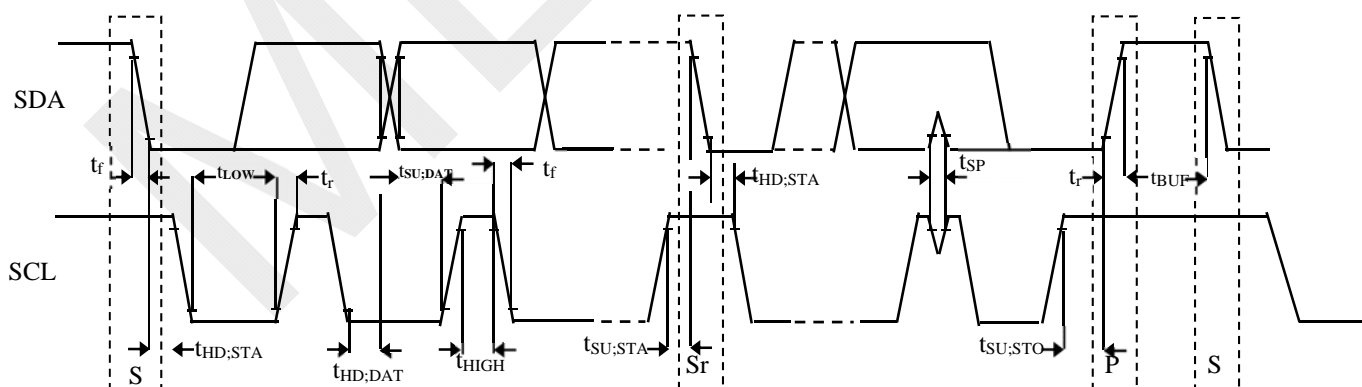 SDA
t_f t_LOW t_r t_SU;DAT t_f t_HD;STA t_SP t_r t_BUF
SCL
t_HD;STA t_HD;DAT t_HIGH t_SU;STA t_SU;STO
S Sr P S